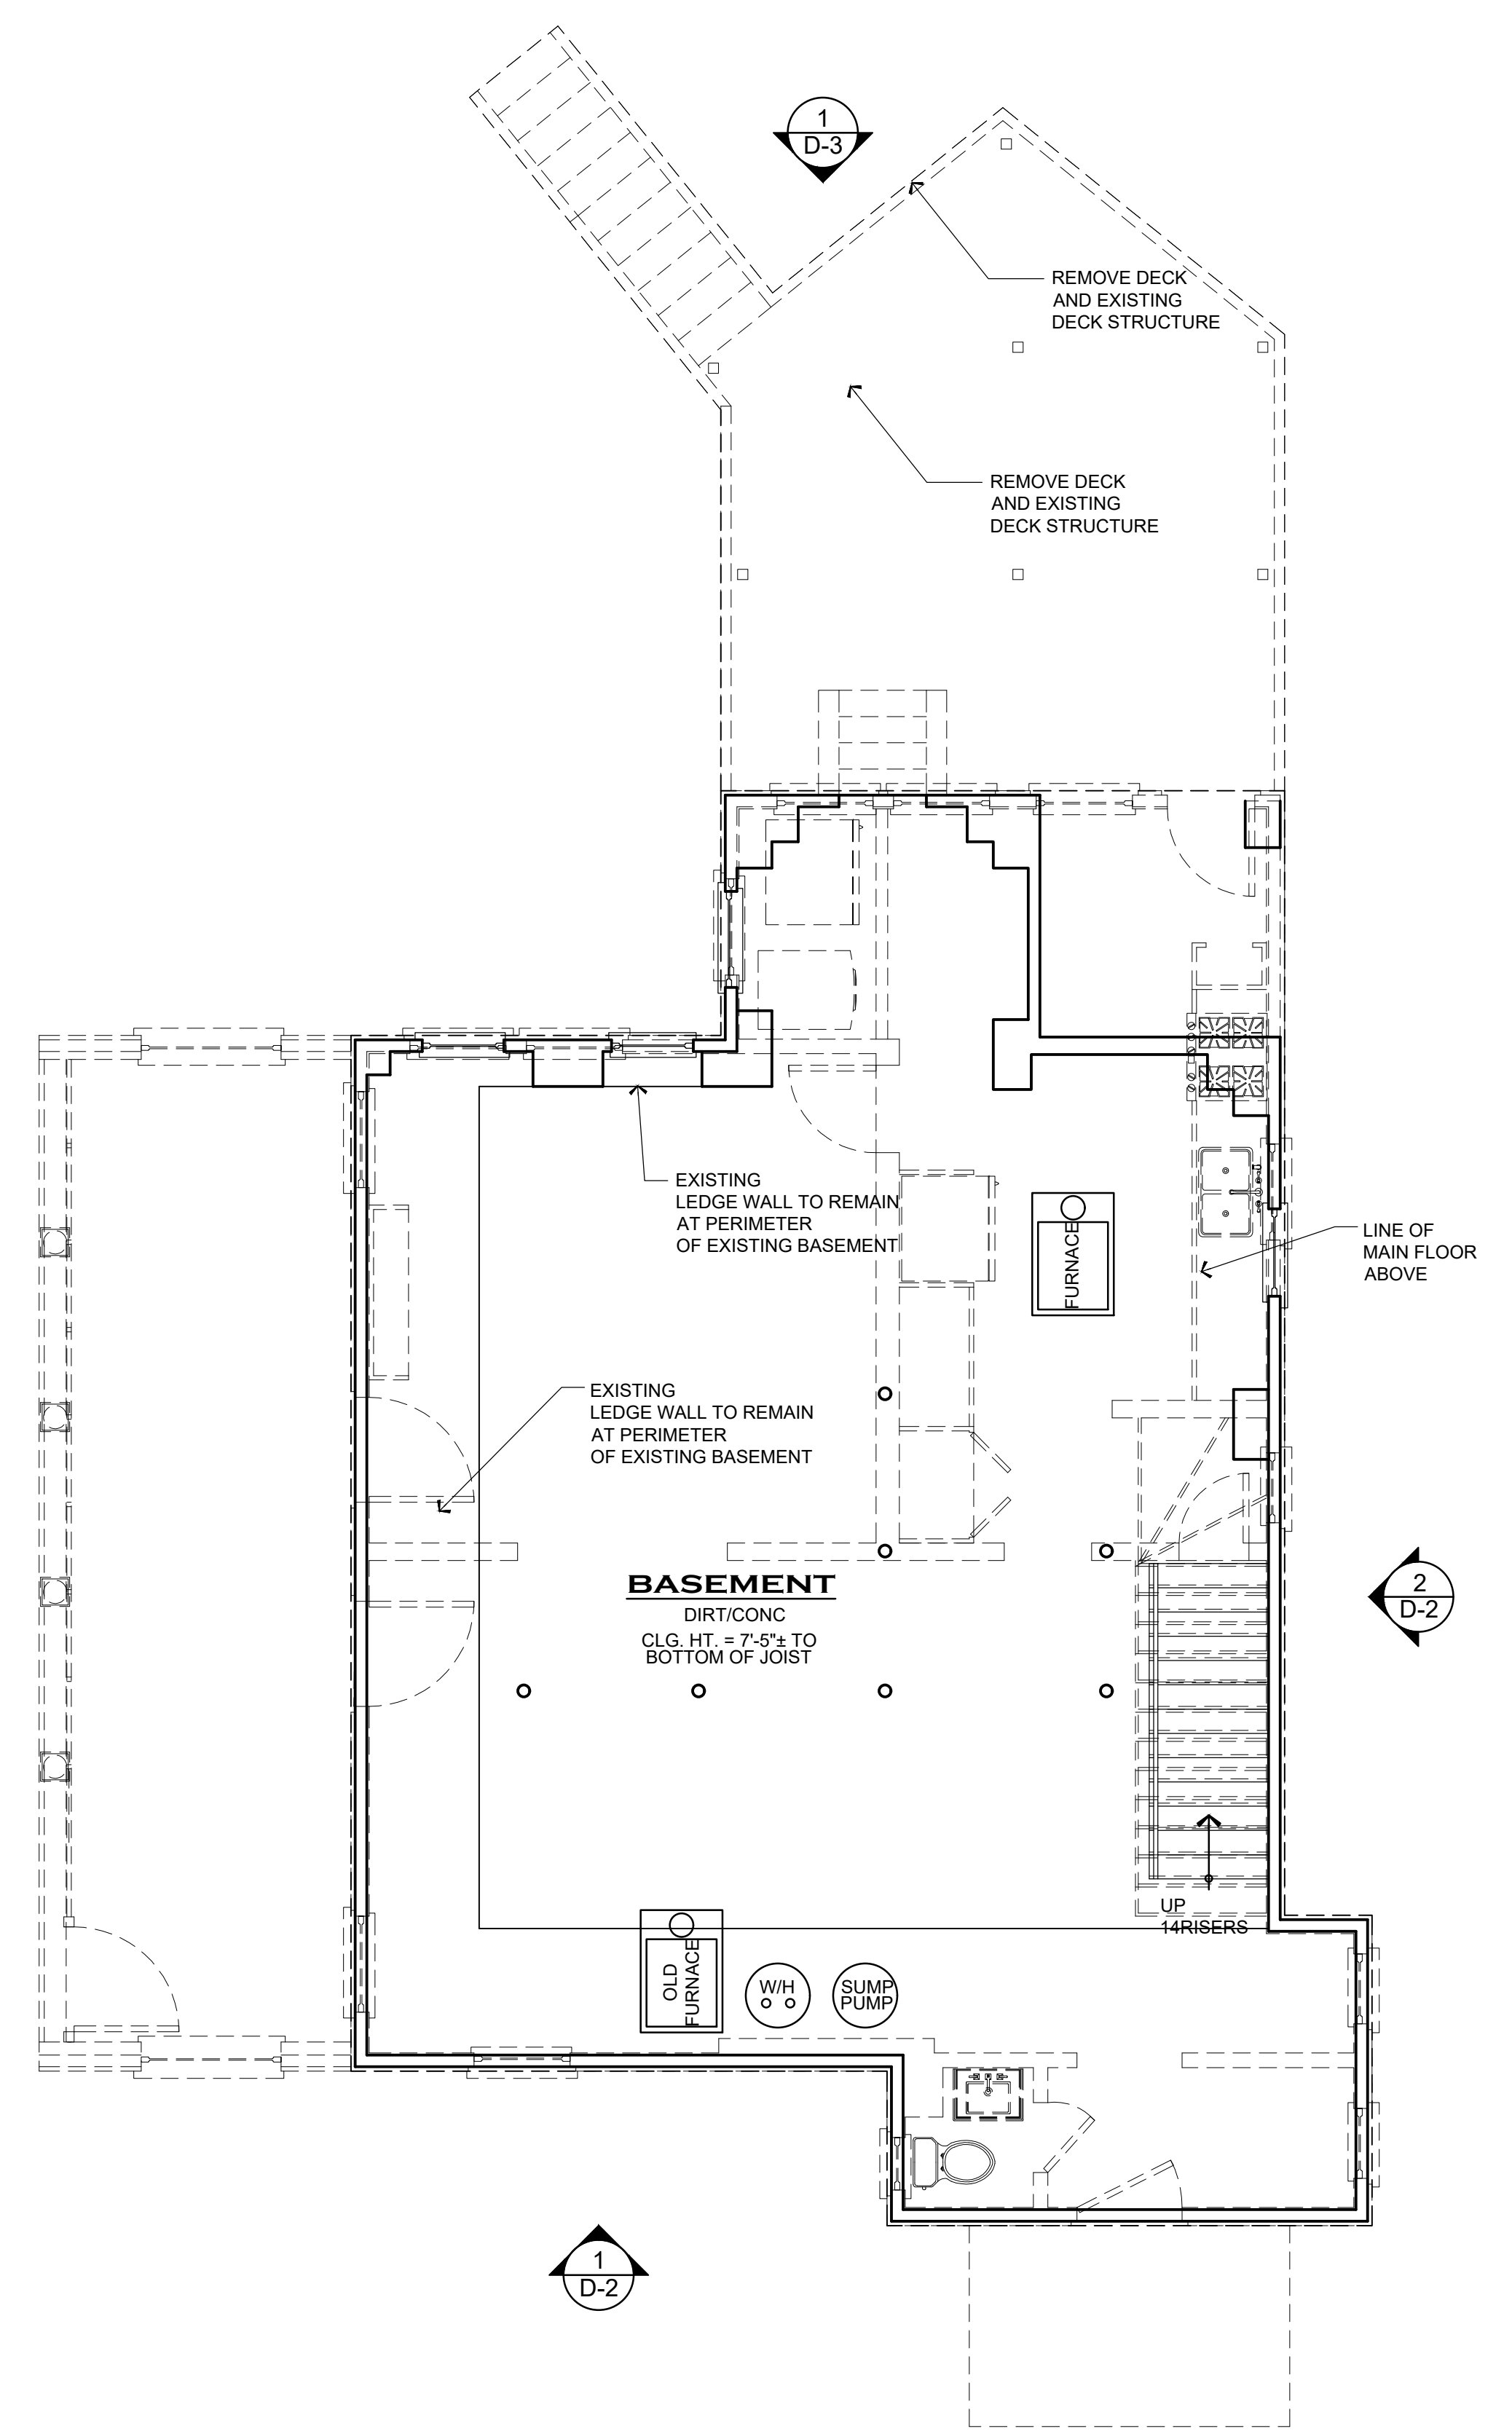 1
D-3
REMOVE DECK
AND EXISTING
DECK STRUCTURE
REMOVE DECK
AND EXISTING
DECK STRUCTURE
EXISTING
LEDGE WALL TO REMAIN
AT PERIMETER
OF EXISTING BASEMENT
FURNACE
LINE OF
MAIN FLOOR
ABOVE
EXISTING
LEDGE WALL TO REMAIN
AT PERIMETER
OF EXISTING BASEMENT
BASEMENT
DIRT/CONC
CLG. HT. = 7'-5"± TO
BOTTOM OF JOIST
2
D-2
UP
14RISERS
OLD
FURNACE
W/H
SUMP
PUMP
1
D-2